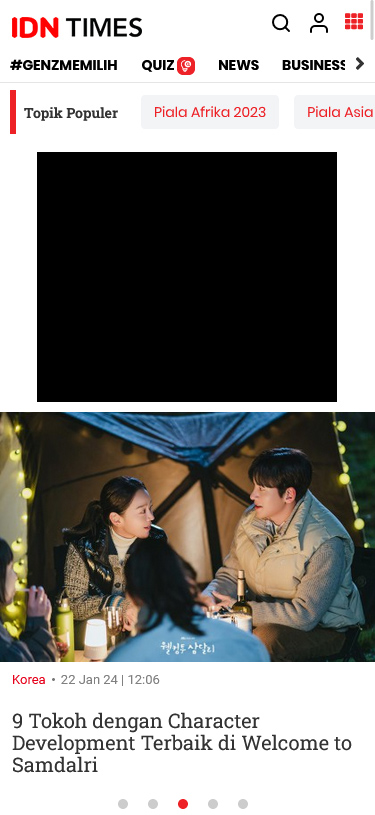 IDN TIMES
#GENZMEMILIH QUIZ NEWS BUSINESS
Topik Populer Piala Afrika 2023 Piala Asia
웰컴투 삼달리
Korea • 22 Jan 24 | 12:06
9 Tokoh dengan Character
Development Terbaik di Welcome to
Samdalri